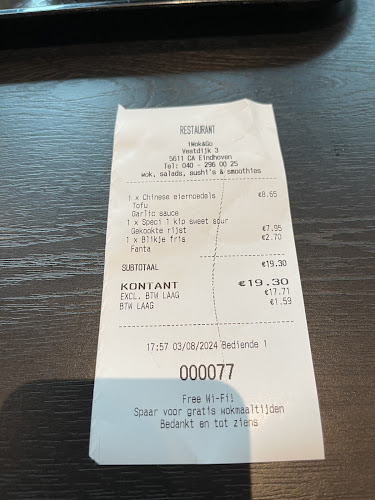 RESTAURANT
iWok&Go
Vestdijk 3
5611 CA Eindhoven
Tel: 040 - 296 00 25
wok, salads, sushi's & smoothies
1 x Chinese eiernoedels €8.65
Tofu
Garlic sauce
1 x Speci 1 kip sweet sour
Gekookte rijst €7.95
1 x Blikje fris €2.70
Fanta
SUBTOTAAL €19.30
KONTANT €19.30
EXCL. BTW LAAG €17.71
BTW LAAG €1.59
17:57 03/08/2024 Bediende 1
000077
Free Wi-Fi!
Spaar voor gratis wokmaaltijden
Bedankt en tot ziens